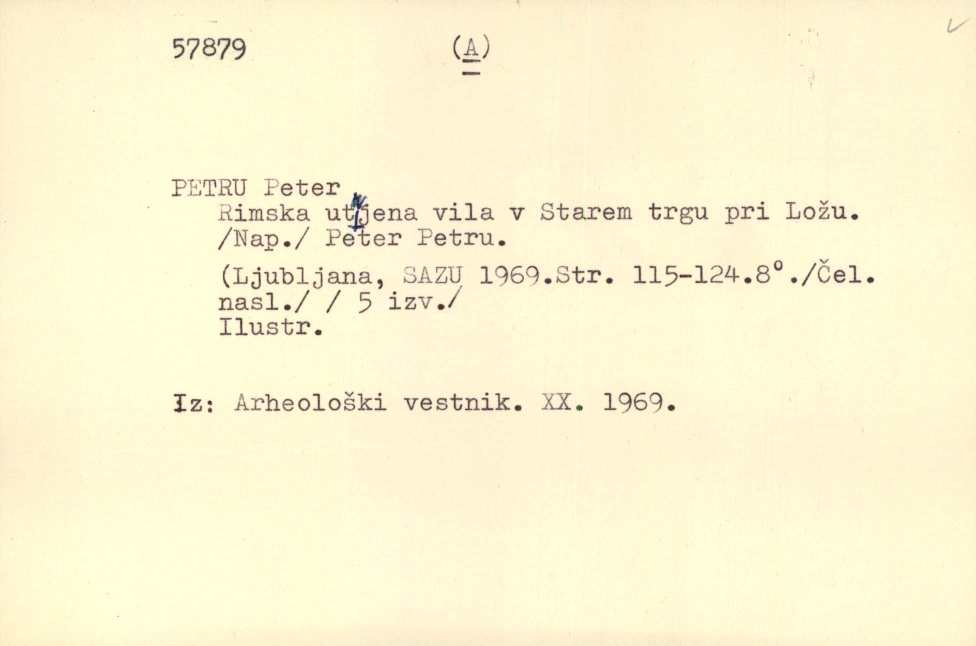 57879 (A)
PETRU Peter
Rimska vila v Starem trgu pri Ložu.
/Nap./ Peter Petru.
(Ljubljana, SAZU 1969.Str. 115-124.8°./Čel.
nasl./ / 5 izv./
Ilustr.
Iz: Arheološki vestnik. XX. 1969.